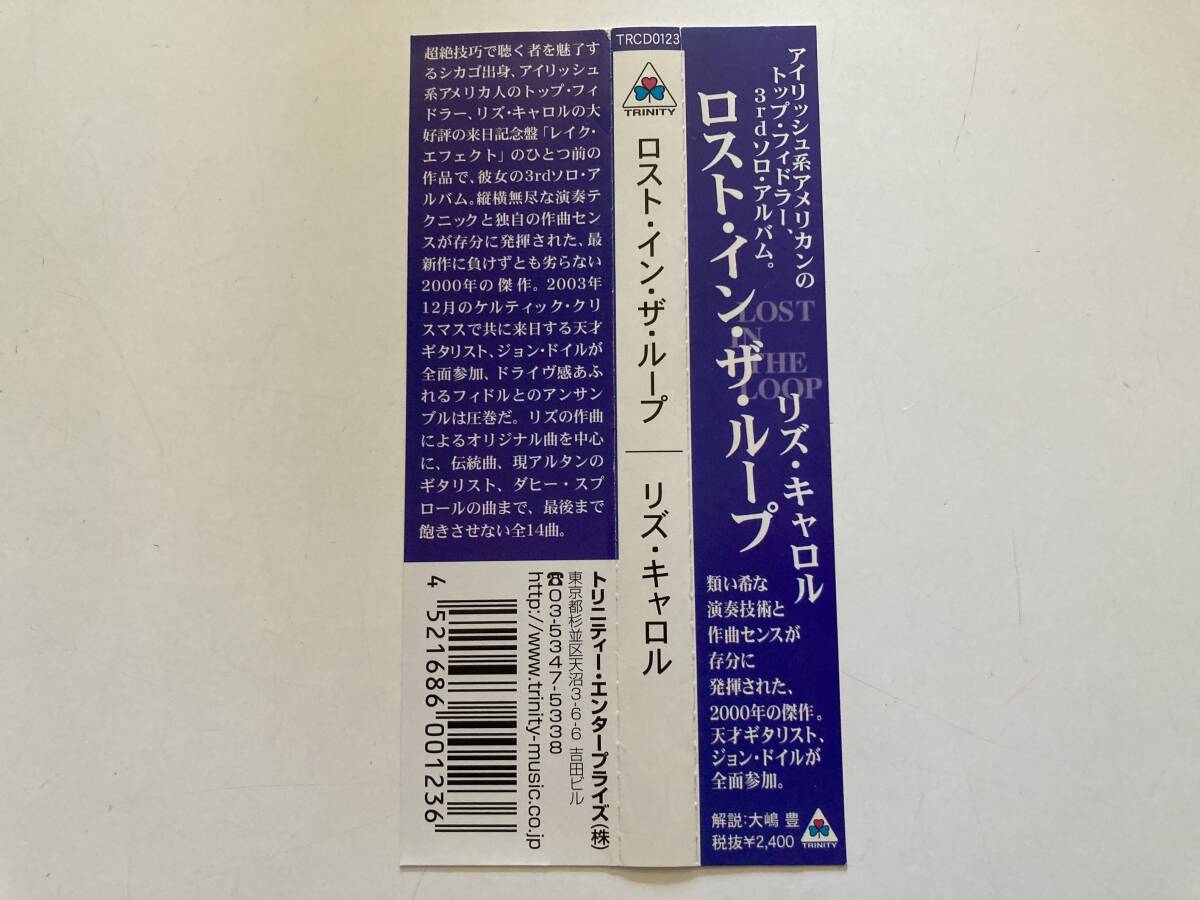 超絶技巧で聴く者を魅了す
るシカゴ出身、アイリッシュ
系アメリカ人のトップ・フィ
ドラー、リズ・キャロルの大
好評の来日記念盤「レイク・
エフェクト」のひとつ前の
作品で、彼女の3rdソロ・ア
ルバム。縦横無尽な演奏テ
クニックと独自の作曲セン
スが存分に発揮された、最
新作に負けずとも劣らない
2000年の傑作。2003年
12月のケルティック・クリ
スマスで共に来日する天才
ギタリスト、ジョン・ドイルが
全面参加、ドライヴ感あふ
れるフィドルとのアンサン
ブルは圧巻だ。リズの作曲
によるオリジナル曲を中心
に、伝統曲、現アルタンの
ギタリスト、ダヒー・スプ
ロールの曲まで、最後まで
飽きさせない全14曲。
トリニティー・エンタープライズ(株)
東京都杉並区天沼3-6-6 吉田ビル
☎03-5347-5338
http://www.trinity-music.co.jp
4 521686 001236
TRCD0123
TRINITY
ロスト・イン・ザ・ループ
リズ・キャロル
アイリッシュ系アメリカンの
トップ・フィドラー、
3rdソロ・アルバム。
ロスト・イン・ザ・ループ
LOST
IN
THE
LOOP
リズ・キャロル
類い希な
演奏技術と
作曲センスが
存分に
発揮された、
2000年の傑作。
天才ギタリスト、
ジョン・ドイルが
全面参加。
解説:大嶋 豊
税抜¥2,400
TRINITY